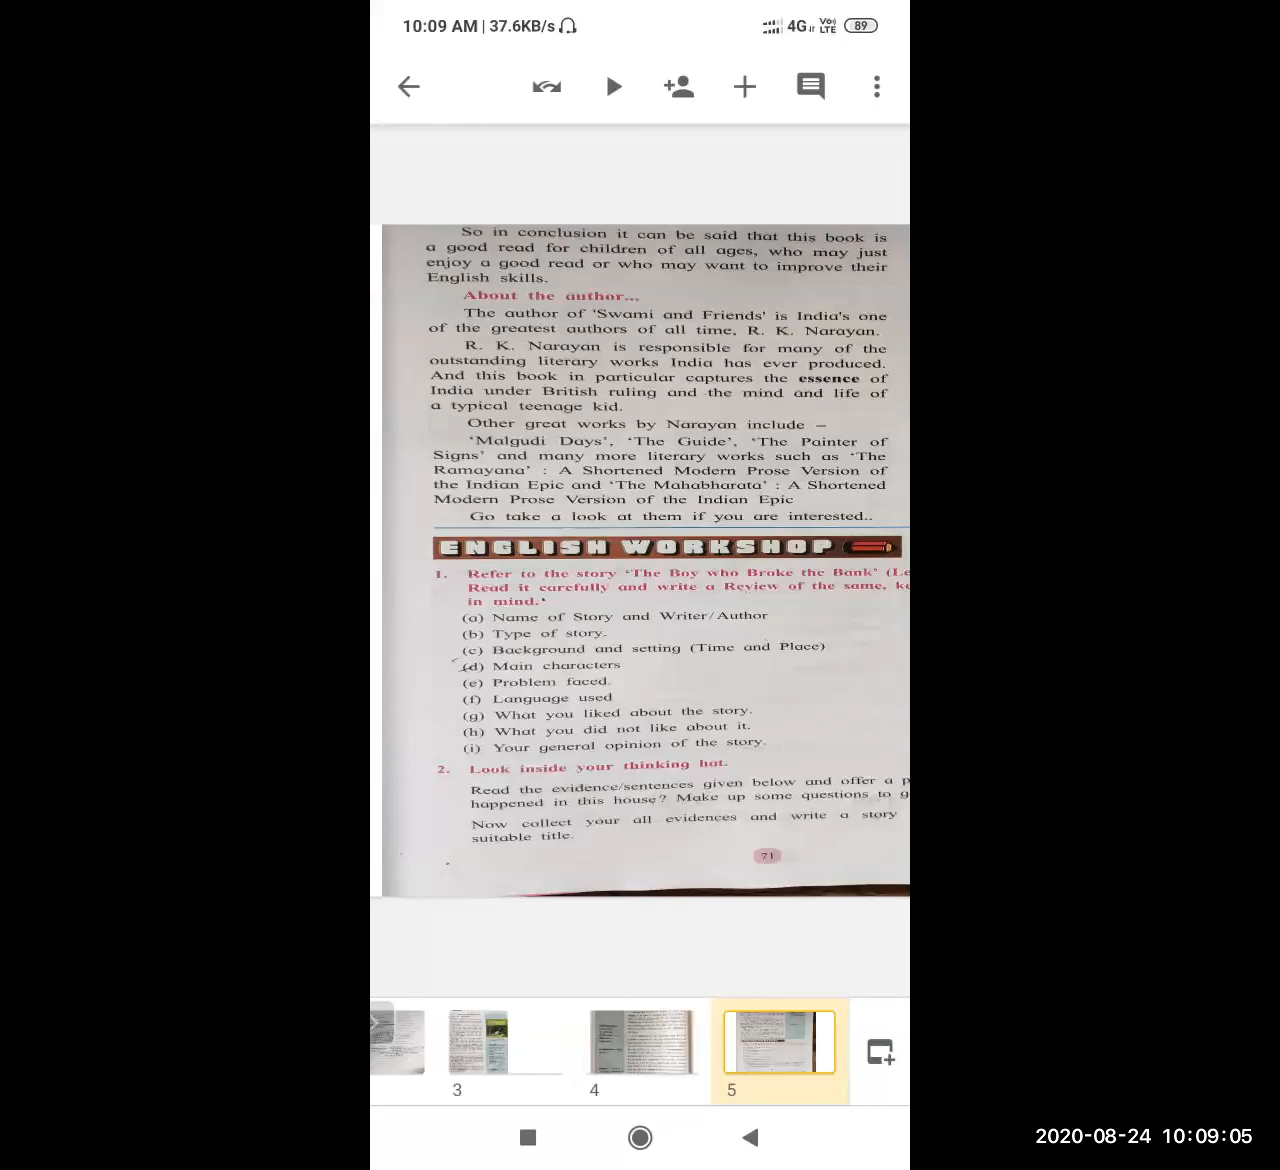 10:09 AM | 37.6KB/s 4G Vo) LTE 89
So in conclusion it can be said that this book is
a good read for children of all ages, who may just
enjoy a good read or who may want to improve their
English skills.
About the author...
The author of 'Swami and Friends' is India's one
of the greatest authors of all time, R. K. Narayan.
R. K. Narayan is responsible for many of the
outstanding literary works India has ever produced.
And this book in particular captures the essence of
India under British ruling and the mind and life of
a typical teenage kid.
Other great works by Narayan include –
'Malgudi Days', 'The Guide', 'The Painter of
Signs' and many more literary works such as 'The
Ramayana' : A Shortened Modern Prose Version of
the Indian Epic and 'The Mahabharata' : A Shortened
Modern Prose Version of the Indian Epic
Go take a look at them if you are interested..
ENGLISH WORKSHOP
1. Refer to the story 'The Boy who Broke the Bank' (Le
Read it carefully and write a Review of the same, ke
in mind.
(a) Name of Story and Writer/Author
(b) Type of story.
(c) Background and setting (Time and Place)
(d) Main characters
(e) Problem faced.
(f) Language used
(g) What you liked about the story.
(h) What you did not like about it.
(i) Your general opinion of the story.
2. Look inside your thinking hat.
Read the evidence/sentences given below and offer a p
happened in this house? Make up some questions to g
Now collect your all evidences and write a story
suitable title.
71
3
4
5
2020-08-24 10:09:05